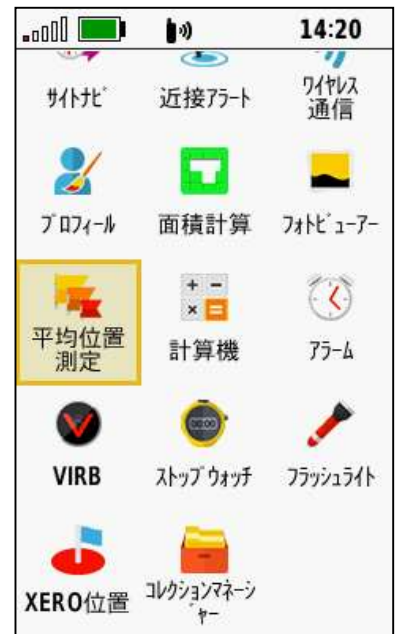 14:20
ｻｲﾄﾅﾋﾞ 近接ｱﾗｰﾄ ﾜｲﾔﾚｽ
通信
ﾌﾟﾛﾌｨｰﾙ 面積計算 ﾌｫﾄﾋﾞｭｰｱｰ
平均位置
測定 計算機 ｱﾗｰﾑ
VIRB ｽﾄｯﾌﾟｳｫｯﾁ ﾌﾗｯｼｭﾗｲﾄ
XERO位置 ｺﾚｸｼｮﾝﾏﾈｰｼ
ﾞｬｰ